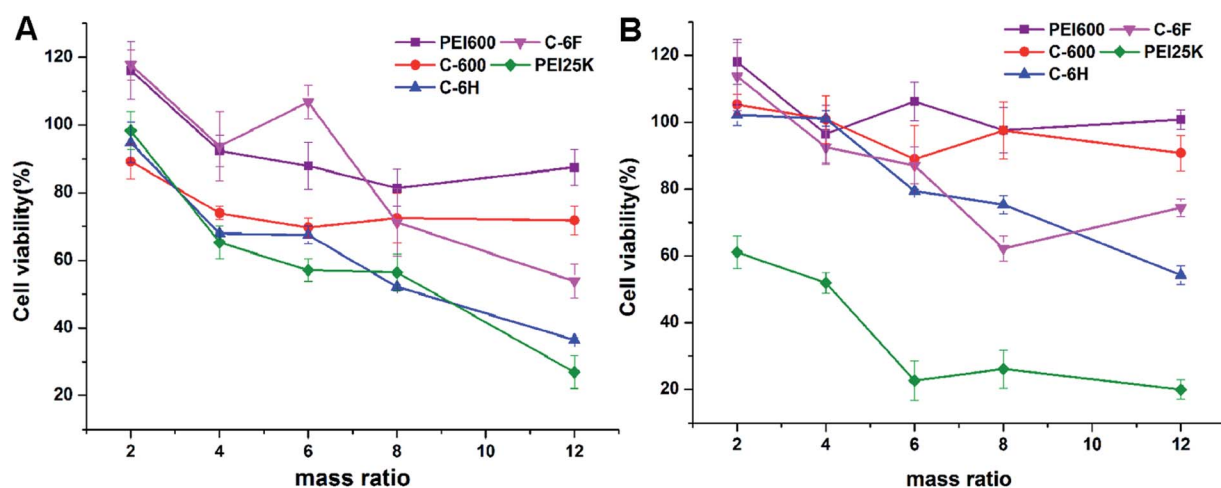 A
PEI600 C-6F
C-600 PEI25K
C-6H
Cell viability(%)
120
100
80
60
40
20
2 4 6 8 10 12
mass ratio
B
PEI600 C-6F
C-600 PEI25K
C-6H
Cell viability(%)
120
100
80
60
40
20
2 4 6 8 10 12
mass ratio